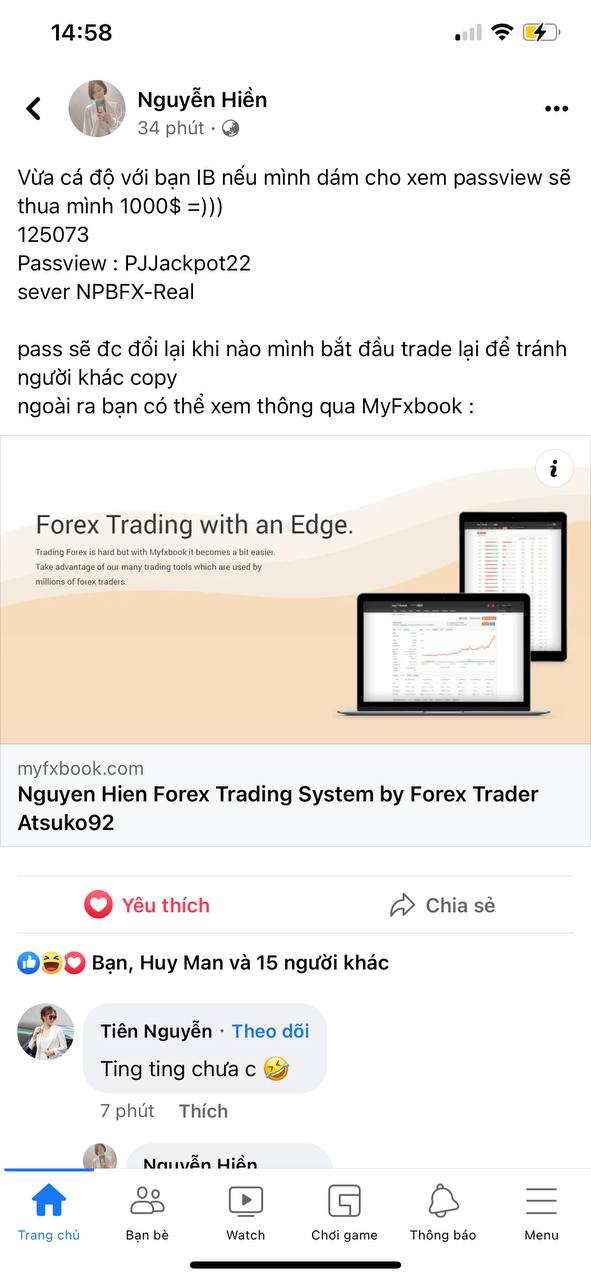 14:58
Nguyễn Hiền
34 phút ·
Vừa cá độ với bạn IB nếu mình dám cho xem passview sẽ
thua mình 1000$ =)))
125073
Passview : PJJackpot22
sever NPBFX-Real
pass sẽ đc đổi lại khi nào mình bắt đầu trade lại để tránh
người khác copy
ngoài ra bạn có thể xem thông qua MyFxbook :
Forex Trading with an Edge.
Trading Forex is hard but with Myfxbook it becomes a bit easier.
Take advantage of our many trading tools which are used by
millions of forex traders.
myfxbook.com
Nguyen Hien Forex Trading System by Forex Trader
Atsuko92
Yêu thích
Chia sẻ
Bạn, Huy Man và 15 người khác
Tiên Nguyễn · Theo dõi
Ting ting chưa c 🤣
7 phút Thích
Nguyễn Hiền
Trang chủ
Bạn bè
Watch
Chơi game
Thông báo
Menu